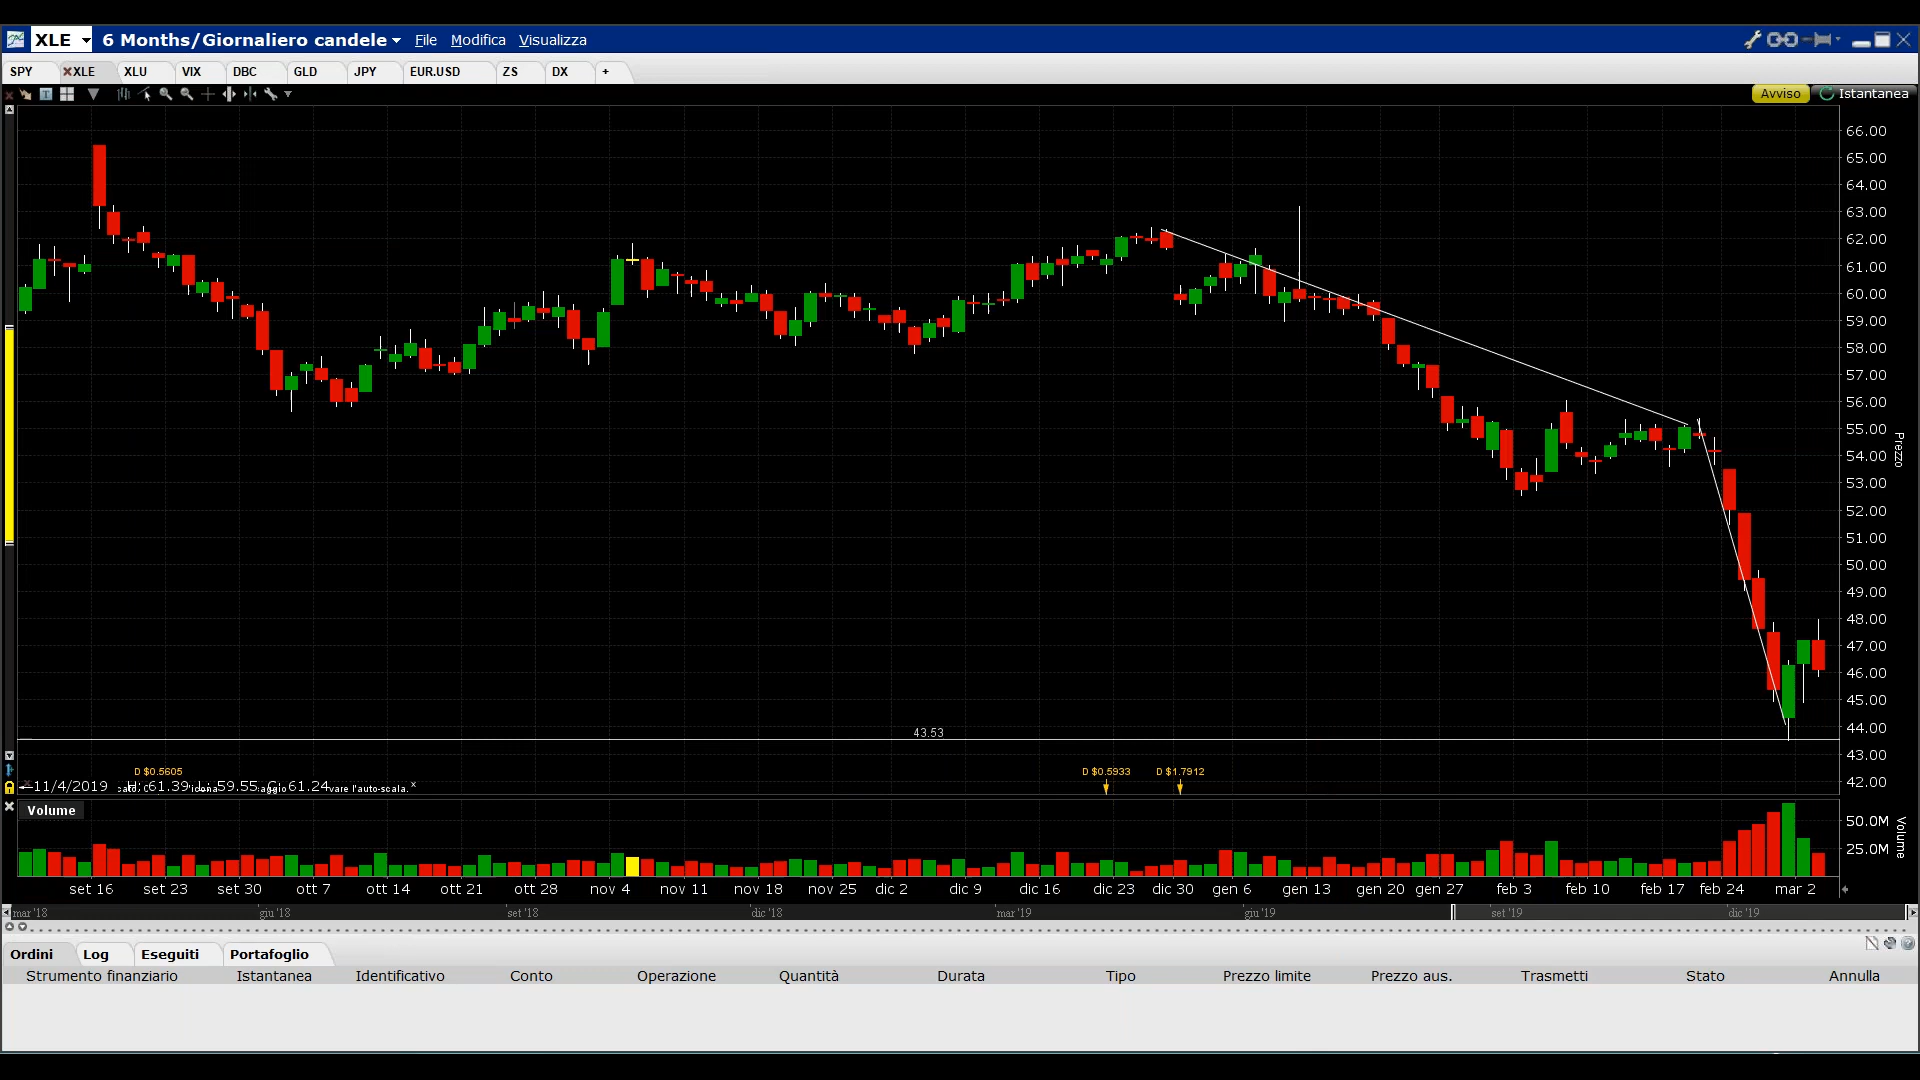 XLE 6 Months/Giornaliero candele File Modifica Visualizza
SPY XLE XLU VIX DBC GLD JPY EUR.USD ZS DX +
Avviso Istantanea
66.00
65.00
64.00
63.00
62.00
61.00
60.00
59.00
58.00
57.00
56.00
55.00
54.00
53.00
52.00
51.00
50.00
49.00
48.00
47.00
46.00
45.00
44.00
43.00
42.00
Prezzo
43.53
D $0.5605 D $0.5933 D $1.7912
11/4/2019 H: 61.39 L: 59.55 C: 61.24 vare l'auto-scala. x
Volume
50.0M
25.0M
Volume
set 16 set 23 set 30 ott 7 ott 14 ott 21 ott 28 nov 4 nov 11 nov 18 nov 25 dic 2 dic 9 dic 16 dic 23 dic 30 gen 6 gen 13 gen 20 gen 27 feb 3 feb 10 feb 17 feb 24 mar 2
mar '18 giu '18 set '18 dic '18 mar '19 giu '19 set '19 dic '19
Ordini Log Eseguiti Portafoglio
Strumento finanziario Istantanea Identificativo Conto Operazione Quantità Durata Tipo Prezzo limite Prezzo aus. Trasmetti Stato Annulla